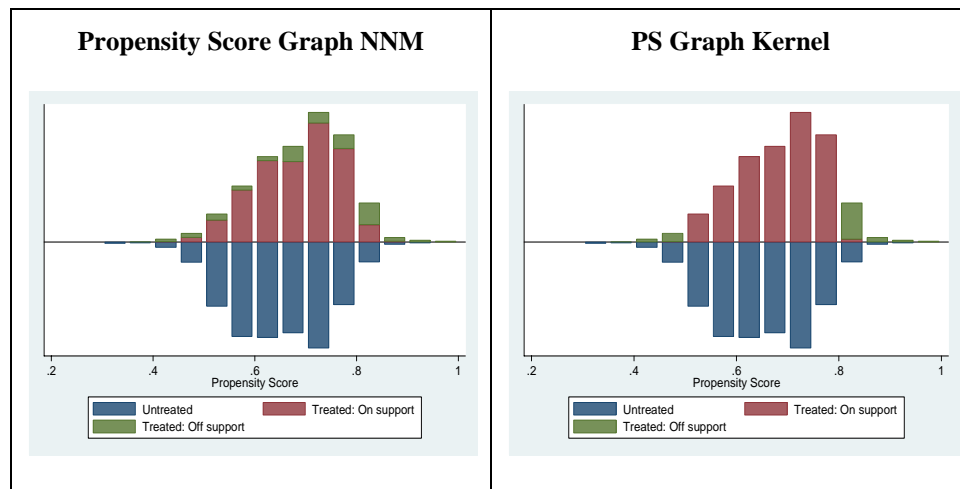 Propensity Score Graph NNM
.2 .4 .6 .8 1
Propensity Score
Untreated Treated: On support
Treated: Off support
PS Graph Kernel
.2 .4 .6 .8 1
Propensity Score
Untreated Treated: On support
Treated: Off support